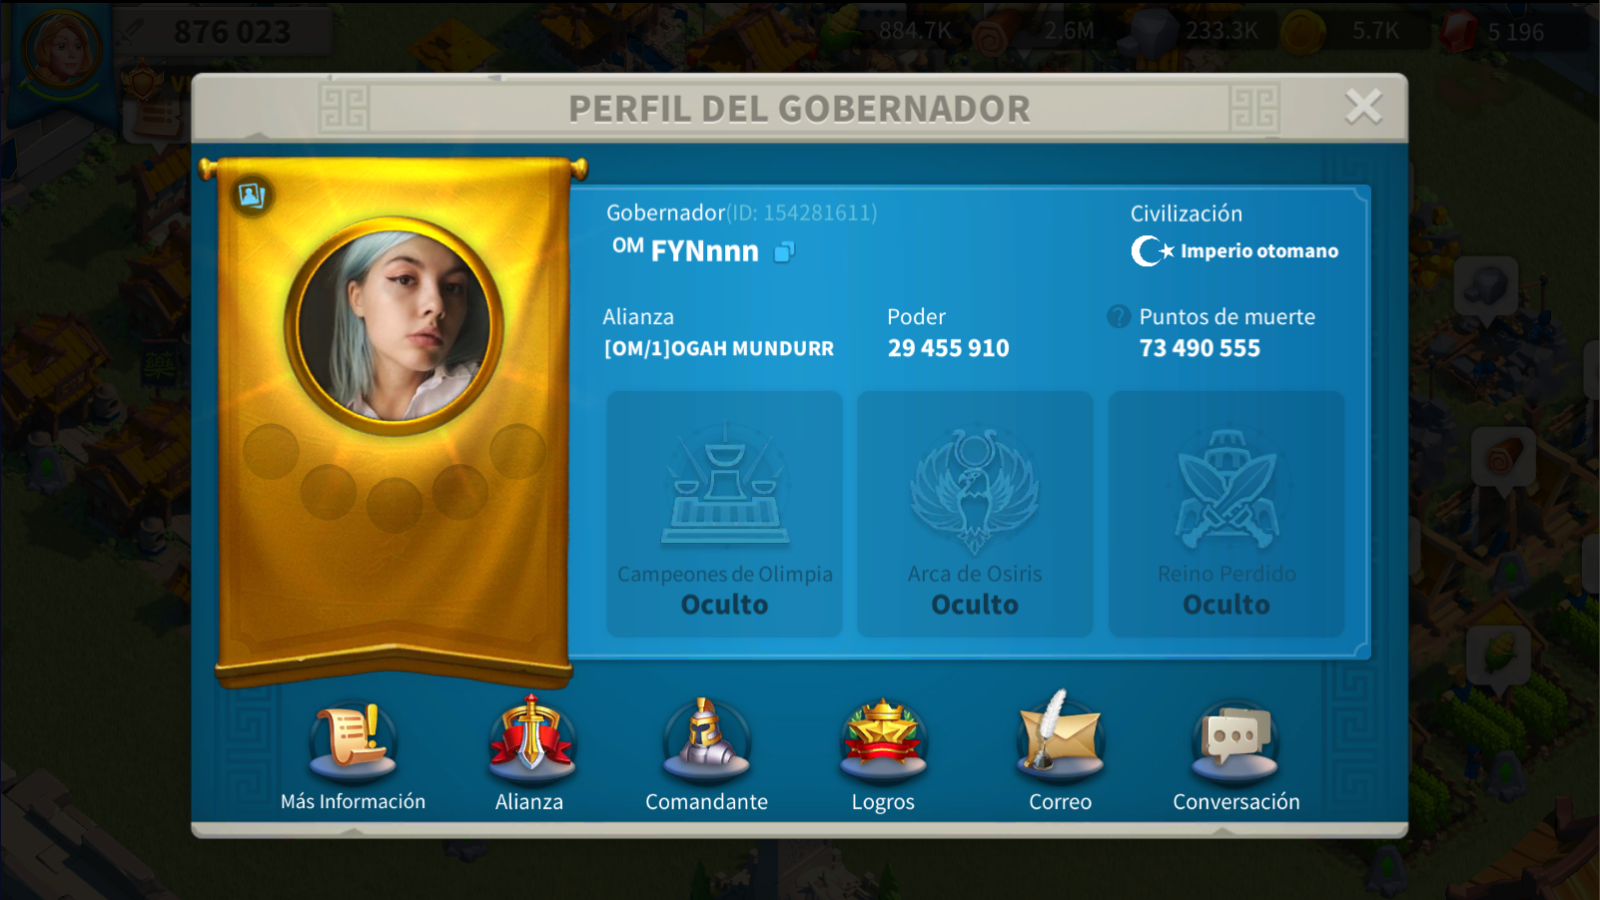 876 023
884.7K
2.6M
233.3K
5.7K
5 196
PERFIL DEL GOBERNADOR
Gobernador(ID: 154281611)
Civilización
OM FYNnnn
Imperio otomano
Alianza
Poder
Puntos de muerte
[OM/1]OGAH MUNDURR
29 455 910
73 490 555
Campeones de Olimpia
Oculto
Arca de Osiris
Oculto
Reino Perdido
Oculto
Más Información
Alianza
Comandante
Logros
Correo
Conversación